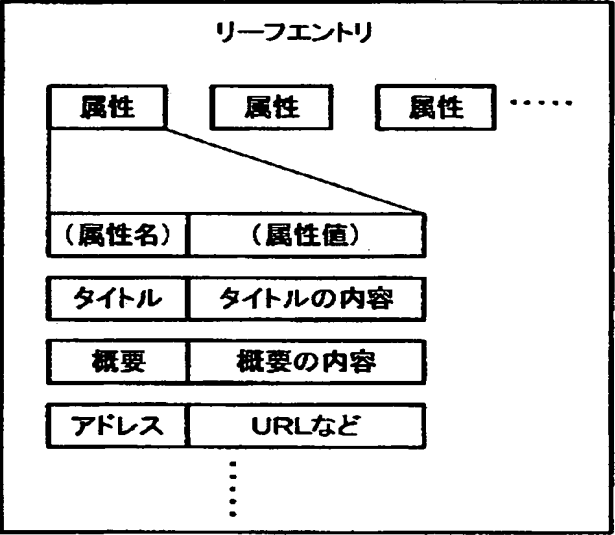 リーフエントリ
属性 属性 属性 ・・・・・
(属性名) (属性値)
タイトル タイトルの内容
概要 概要の内容
アドレス URLなど